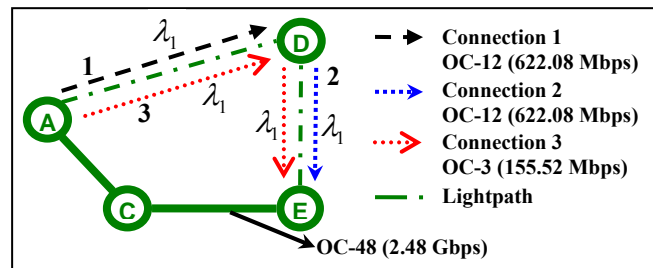 λ1
D
1
3
λ1
2
A
λ1
λ1
C
E
OC-48 (2.48 Gbps)
Connection 1
OC-12 (622.08 Mbps)
Connection 2
OC-12 (622.08 Mbps)
Connection 3
OC-3 (155.52 Mbps)
Lightpath